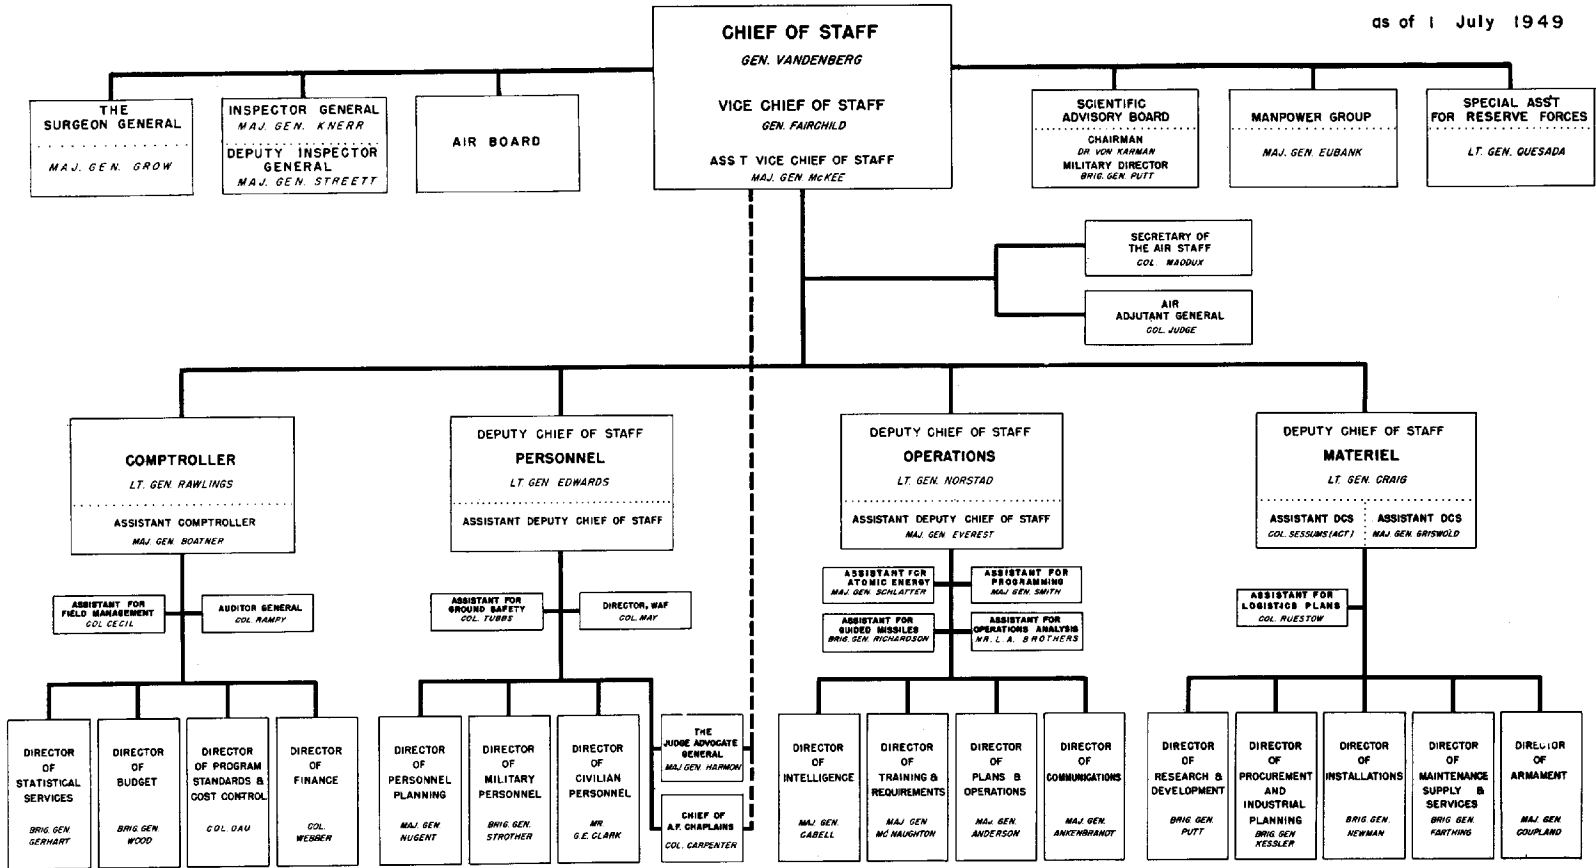 as of 1 July 1949
CHIEF OF STAFF
GEN. VANDENBERG
VICE CHIEF OF STAFF
GEN. FAIRCHILD
ASS T VICE CHIEF OF STAFF
MAJ. GEN. McKEE
THE
SURGEON GENERAL
MAJ. GEN. GROW
INSPECTOR GENERAL
MAJ. GEN. KNERR
DEPUTY INSPECTOR
GENERAL
MAJ. GEN. STREETT
AIR BOARD
SCIENTIFIC
ADVISORY BOARD
CHAIRMAN
DR. VON KARMAN
MILITARY DIRECTOR
BRIG. GEN. PUTT
MANPOWER GROUP
MAJ. GEN. EUBANK
SPECIAL ASS'T
FOR RESERVE FORCES
LT. GEN. QUESADA
SECRETARY OF
THE AIR STAFF
COL. MADDUX
AIR
ADJUTANT GENERAL
COL. JUDGE
COMPTROLLER
LT. GEN. RAWLINGS
ASSISTANT COMPTROLLER
MAJ. GEN. BOATNER
DEPUTY CHIEF OF STAFF
PERSONNEL
LT. GEN EDWARDS
ASSISTANT DEPUTY CHIEF OF STAFF
DEPUTY CHIEF OF STAFF
OPERATIONS
LT. GEN. NORSTAD
ASSISTANT DEPUTY CHIEF OF STAFF
MAJ. GEN. EVEREST
DEPUTY CHIEF OF STAFF
MATERIEL
LT. GEN. CRAIG
ASSISTANT DCS
COL. SESSUMS (ACT)
ASSISTANT DCS
MAJ. GEN. GRISWOLD
ASSISTANT FOR
FIELD MANAGEMENT
COL CECIL
AUDITOR GENERAL
COL. RAMPY
ASSISTANT FOR
GROUND SAFETY
COL. TUBBS
DIRECTOR, WAF
COL. MAY
ASSISTANT FOR
ATOMIC ENERGY
MAJ. GEN. SCHLATTER
ASSISTANT FOR
PROGRAMMING
MAJ. GEN. SMITH
ASSISTANT FOR
GUIDED MISSILES
BRIG. GEN. RICHARDSON
ASSISTANT FOR
OPERATIONS ANALYSIS
MR. L. A. BROTHERS
ASSISTANT FOR
LOGISTICS PLANS
COL. RUESTOW
DIRECTOR
OF
STATISTICAL
SERVICES
BRIG. GEN.
GERHART
DIRECTOR
OF
BUDGET
BRIG. GEN.
WOOD
DIRECTOR
OF PROGRAM
STANDARDS &
COST CONTROL
COL. DAU
DIRECTOR
OF
FINANCE
COL.
WEBBER
DIRECTOR
OF
PERSONNEL
PLANNING
MAJ. GEN.
NUGENT
DIRECTOR
OF
MILITARY
PERSONNEL
BRIG. GEN.
STROTHER
DIRECTOR
OF
CIVILIAN
PERSONNEL
MR.
G.E. CLARK
THE
JUDGE ADVOCATE
GENERAL
MAJ GEN. HARMON
CHIEF OF
A.F. CHAPLAINS
COL. CARPENTER
DIRECTOR
OF
INTELLIGENCE
MAJ. GEN.
CABELL
DIRECTOR
OF
TRAINING &
REQUIREMENTS
MAJ. GEN.
MC NAUGHTON
DIRECTOR
OF
PLANS &
OPERATIONS
MAJ. GEN.
ANDERSON
DIRECTOR
OF
COMMUNICATIONS
MAJ. GEN.
ANKENBRANDT
DIRECTOR
OF
RESEARCH &
DEVELOPMENT
BRIG GEN.
PUTT
DIRECTOR
OF
PROCUREMENT
AND
INDUSTRIAL
PLANNING
BRIG GEN
KESSLER
DIRECTOR
OF
INSTALLATIONS
BRIG. GEN.
NEWMAN
DIRECTOR
OF
MAINTENANCE
SUPPLY &
SERVICES
BRIG. GEN.
FARTHING
DIRECTOR
OF
ARMAMENT
MAJ. GEN
COUPLAND